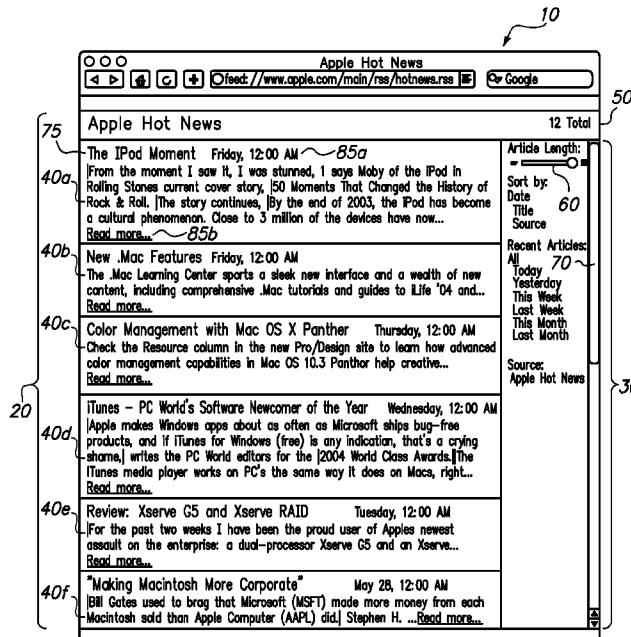 10
Apple Hot News
feed: //www.apple.com/main/rss/hotnews.rss Google
50
Apple Hot News 12 Total
75
The IPod Moment Friday, 12:00 AM 85a
Article Length:
40a
|From the moment I saw it, I was stunned, 1 says Moby of the iPod in
Rolling Stones current cover story, |50 Moments That Changed the History of
Rock & Roll. |The story continues, |By the end of 2003, the iPod has become
a cultural phenomenon. Close to 3 million of the devices have now...
Read more... 85b
60
Sort by:
Date
Title
Source
Recent Articles:
All 70
Today
Yesterday
This Week
Last Week
This Month
Last Month
Source:
Apple Hot News
40b
New .Mac Features Friday, 12:00 AM
The .Mac Learning Center sports a sleek new interface and a wealth of new
content, including comprehensive .Mac tutorials and guides to iLife '04 and...
Read more...
40c
Color Management with Mac OS X Panther Thursday, 12:00 AM
Check the Resource column in the new Pro/Design site to learn how advanced
color management capabilities in Mac OS 10.3 Panthor help creative...
Read more...
20
40d
iTunes – PC World's Software Newcomer of the Year Wednesday, 12:00 AM
|Apple makes Windows apps about as often as Microsoft ships bug-free
products, and if iTunes for Windows (free) is any indication, that's a crying
shame,| writes the PC World editors for the |2004 World Class Awards.||The
iTunes media player works on PC's the same way it does on Macs, right...
Read more...
40e
Review: Xserve G5 and Xserve RAID Tuesday, 12:00 AM
|For the past two weeks I have been the proud user of Apples newest
assault on the enterprise: a dual-processor Xserve G5 and an Xserve...
Read more...
40f
"Making Macintosh More Corporate" May 28, 12:00 AM
|Bill Gates used to brag that Microsoft (MSFT) made more money from each
Macintosh sold than Apple Computer (AAPL) did.| Stephen H. ...Read more...